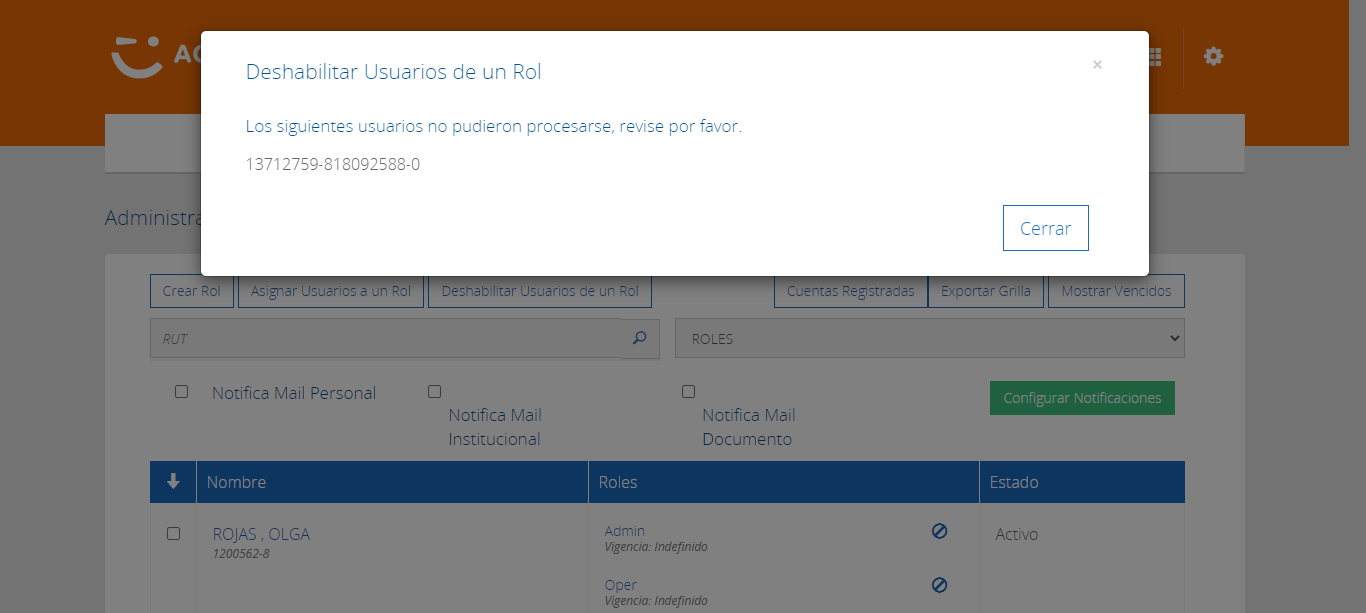 Deshabilitar Usuarios de un Rol
×
Los siguientes usuarios no pudieron procesarse, revise por favor.
13712759-818092588-0
Cerrar
Crear Rol
Asignar Usuarios a un Rol
Deshabilitar Usuarios de un Rol
Cuentas Registradas
Exportar Grilla
Mostrar Vencidos
RUT
ROLES
Notifica Mail Personal
Notifica Mail
Institucional
Notifica Mail
Documento
Configurar Notificaciones
Nombre
Roles
Estado
ROJAS , OLGA
1200562-8
Admin
Vigencia: Indefinido
Activo
Oper
Vigencia: Indefinido